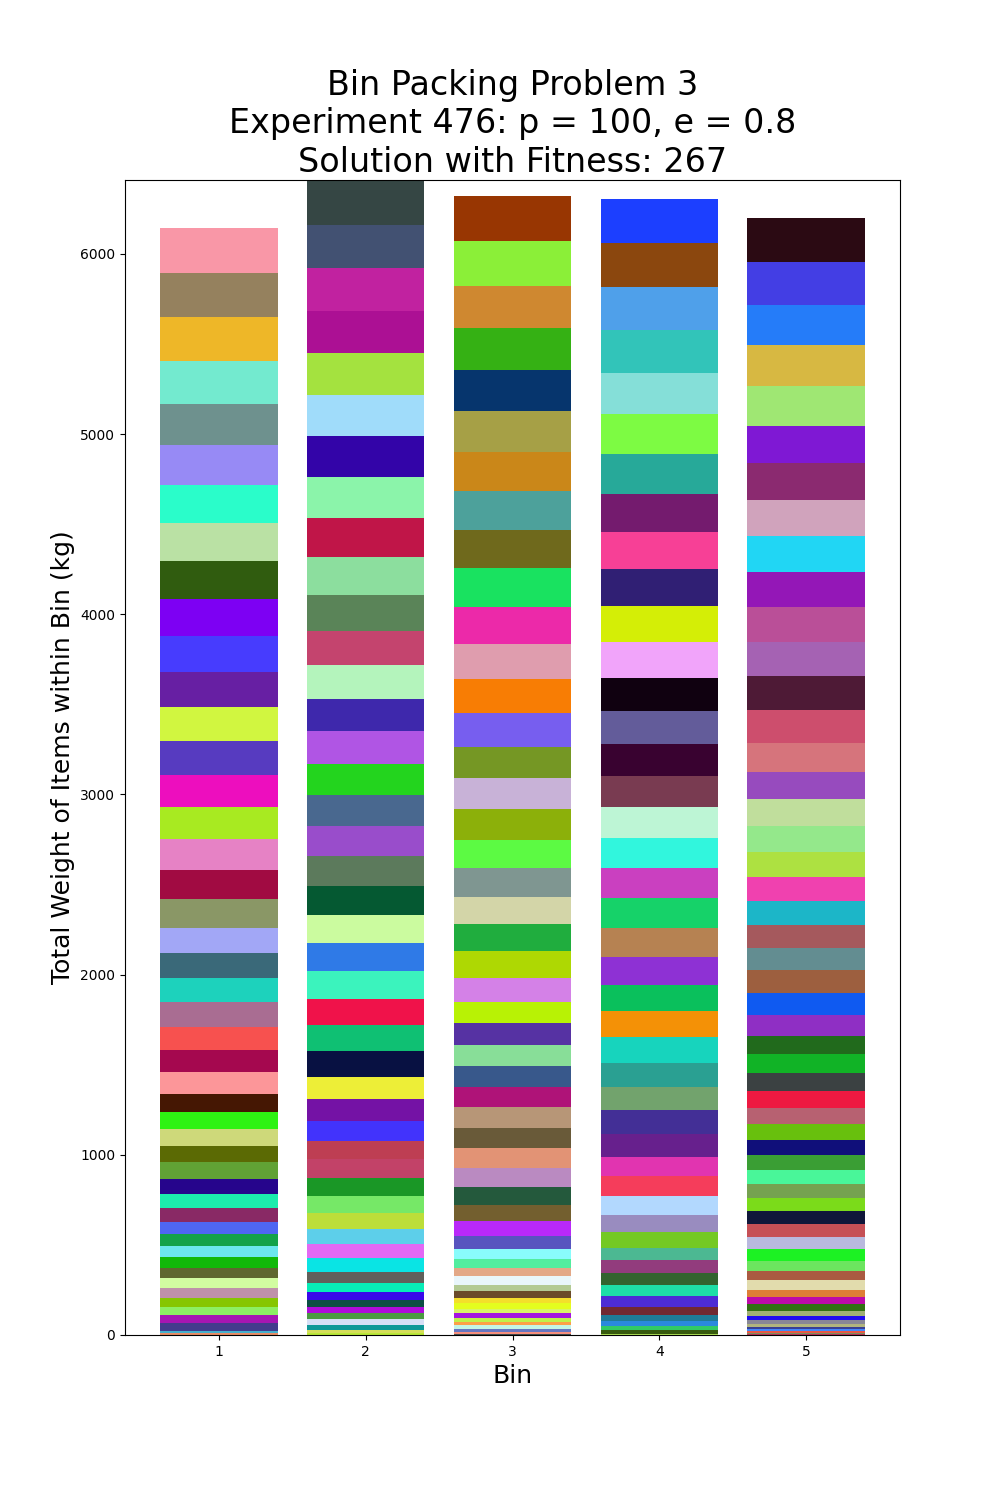 Bin Packing Problem 3
Experiment 476: p = 100, e = 0.8
Solution with Fitness: 267
Total Weight of Items within Bin (kg)
6000
5000
4000
3000
2000
1000
0
1 2 3 4 5
Bin